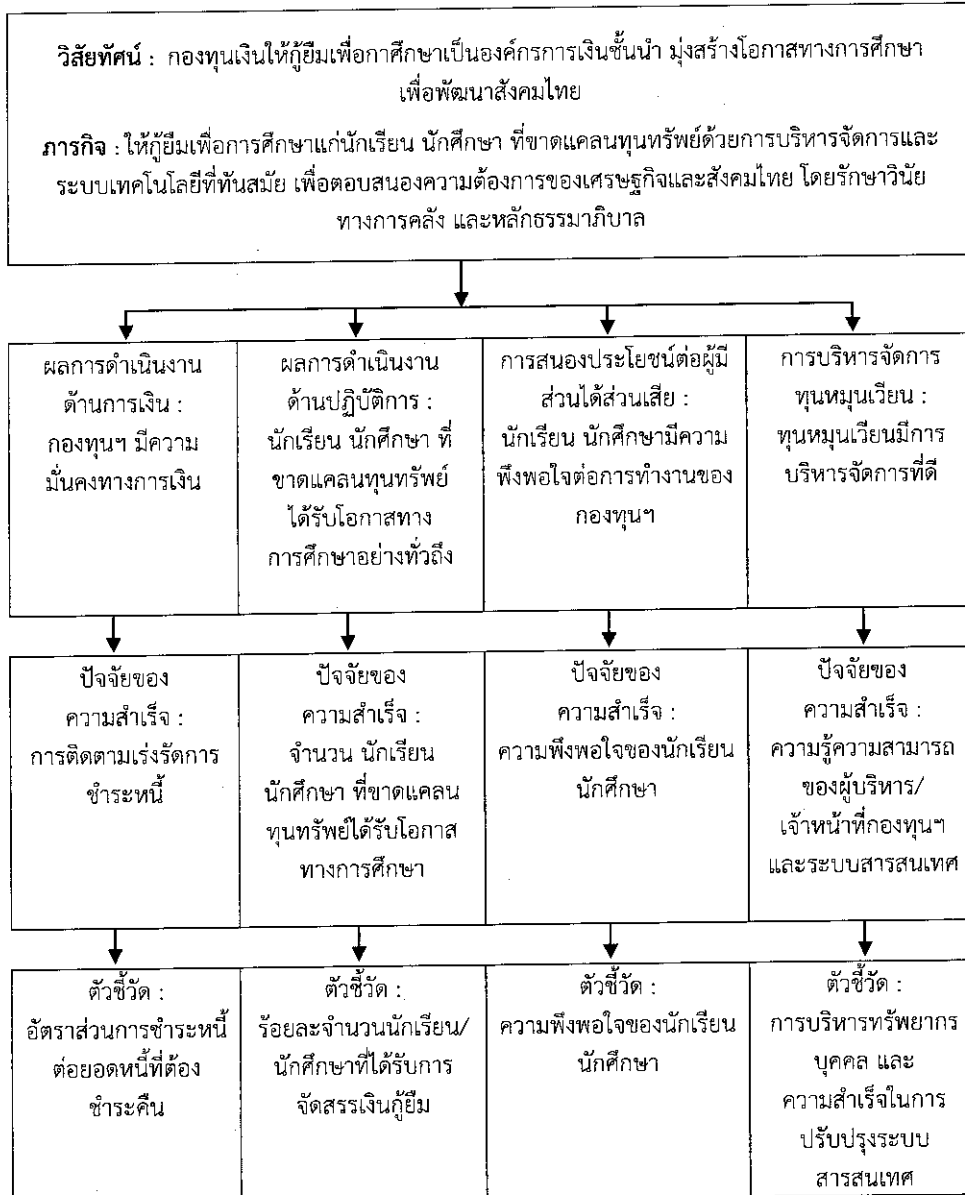 วิสัยทัศน์ : กองทุนเงินให้กู้ยืมเพื่อกาศึกษาเป็นองค์กรการเงินชั้นนำ มุ่งสร้างโอกาสทางการศึกษา
เพื่อพัฒนาสังคมไทย
ภารกิจ : ให้กู้ยืมเพื่อการศึกษาแก่นักเรียน นักศึกษา ที่ขาดแคลนทุนทรัพย์ด้วยการบริหารจัดการและ
ระบบเทคโนโลยีที่ทันสมัย เพื่อตอบสนองความต้องการของเศรษฐกิจและสังคมไทย โดยรักษาวินัย
ทางการคลัง และหลักธรรมาภิบาล
ผลการดำเนินงาน
ด้านการเงิน :
กองทุนฯ มีความ
มั่นคงทางการเงิน
ผลการดำเนินงาน
ด้านปฏิบัติการ :
นักเรียน นักศึกษา ที่
ขาดแคลนทุนทรัพย์
ได้รับโอกาสทาง
การศึกษาอย่างทั่วถึง
การสนองประโยชน์ต่อผู้มี
ส่วนได้ส่วนเสีย :
นักเรียน นักศึกษามีความ
พึงพอใจต่อการทำงานของ
กองทุนฯ
การบริหารจัดการ
ทุนหมุนเวียน :
ทุนหมุนเวียนมีการ
บริหารจัดการที่ดี
ปัจจัยของ
ความสำเร็จ :
การติดตามเร่งรัดการ
ชำระหนี้
ปัจจัยของ
ความสำเร็จ :
จำนวน นักเรียน
นักศึกษา ที่ขาดแคลน
ทุนทรัพย์ได้รับโอกาส
ทางการศึกษา
ปัจจัยของ
ความสำเร็จ :
ความพึงพอใจของนักเรียน
นักศึกษา
ปัจจัยของ
ความสำเร็จ :
ความรู้ความสามารถ
ของผู้บริหาร/
เจ้าหน้าที่กองทุนฯ
และระบบสารสนเทศ
ตัวชี้วัด :
อัตราส่วนการชำระหนี้
ต่อยอดหนี้ที่ต้อง
ชำระคืน
ตัวชี้วัด :
ร้อยละจำนวนนักเรียน/
นักศึกษาที่ได้รับการ
จัดสรรเงินกู้ยืม
ตัวชี้วัด :
ความพึงพอใจของนักเรียน
นักศึกษา
ตัวชี้วัด :
การบริหารทรัพยากร
บุคคล และ
ความสำเร็จในการ
ปรับปรุงระบบ
สารสนเทศ